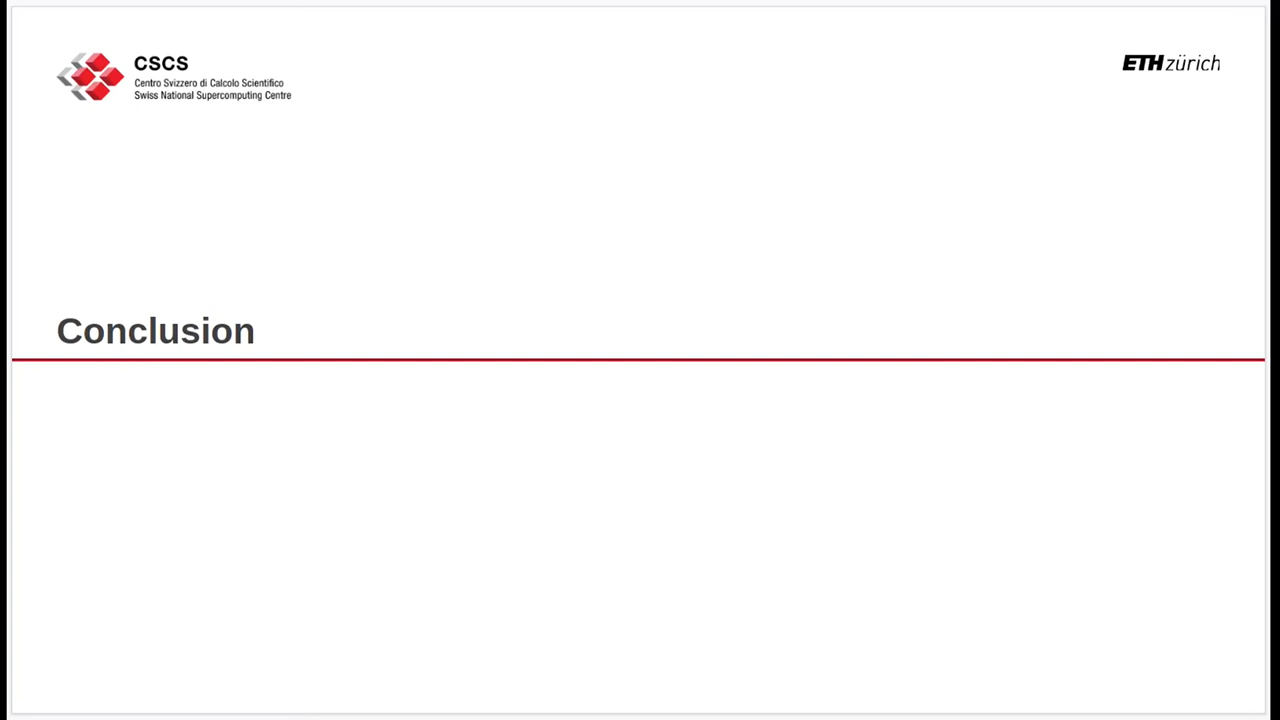 CSCS
Centro Svizzero di Calcolo Scientifico
Swiss National Supercomputing Centre
ETH zürich
Conclusion